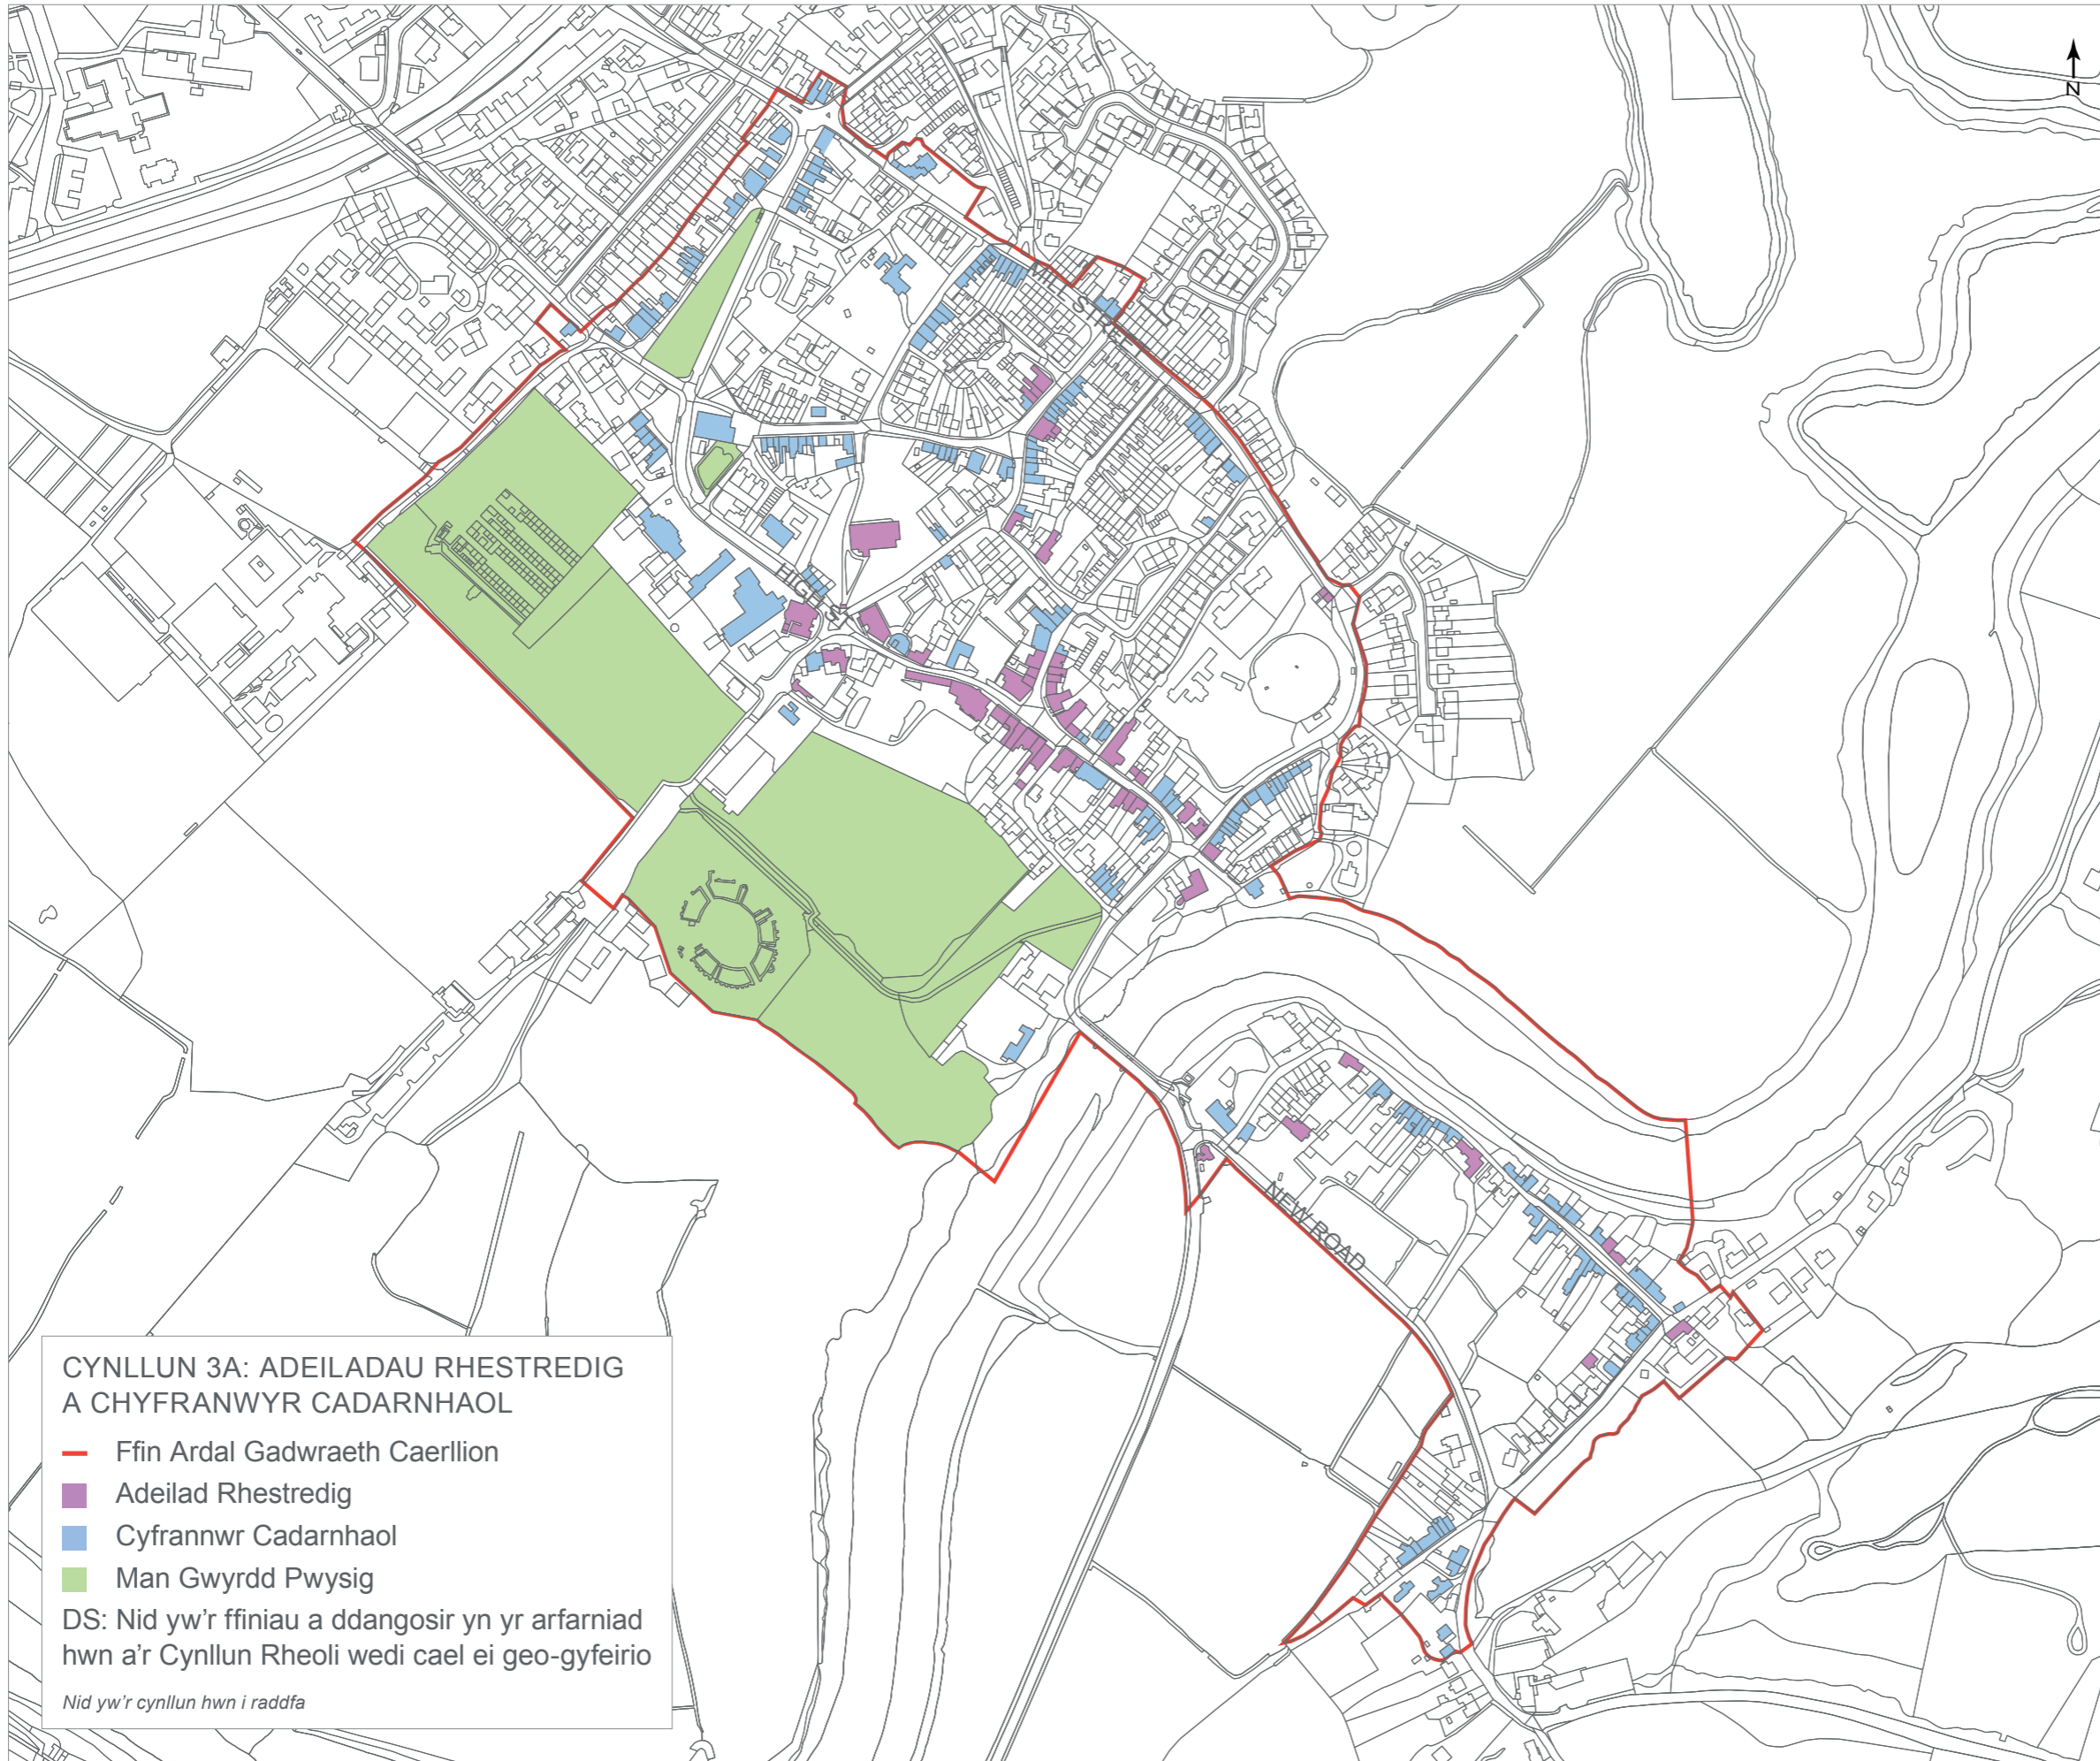 N
MILL STREET
HIGH ST
NEW ROAD
CYNLLUN 3A: ADEILADAU RHESTREDIG
A CHYFRANWYR CADARNHAOL
Ffin Ardal Gadwraeth Caerllion
Adeilad Rhestredig
Cyfrannwr Cadarnhaol
Man Gwyrdd Pwysig
DS: Nid yw'r ffiniau a ddangosir yn yr arfarniad
hwn a'r Cynllun Rheoli wedi cael ei geo-gyfeirio
Nid yw'r cynllun hwn i raddfa